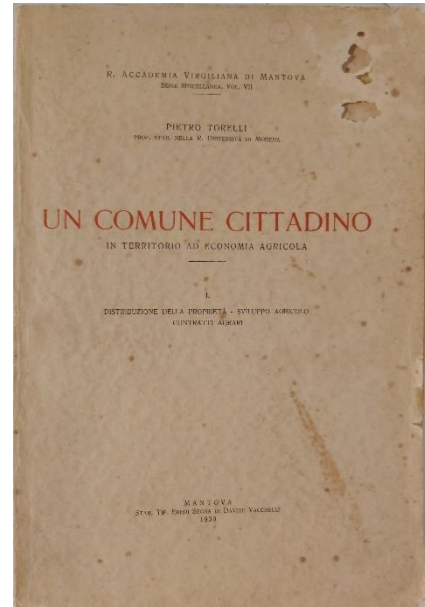 R. ACCADEMIA VIRGILIANA DI MANTOVA
SERIE MISCELLANEA, VOL. VII
PIETRO TORELLI
PROF. STAB. NELLA R. UNIVERSITÀ DI MODENA
UN COMUNE CITTADINO
IN TERRITORIO AD ECONOMIA AGRICOLA
I.
DISTRIBUZIONE DELLA PROPRIETÀ - SVILUPPO AGRICOLO
CONTRATTI AGRARI
MANTOVA
STAB. TIP. EREDI SEGNA DI DAVIDE VACCHELLI
1930